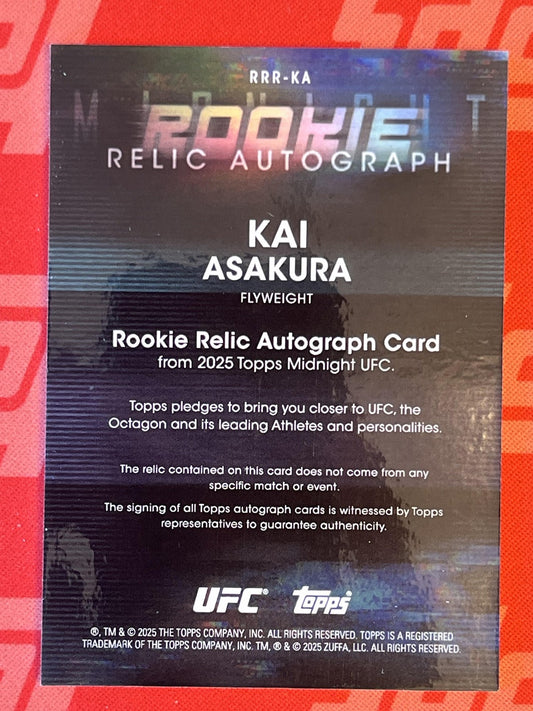 RRR-KA
MIDNIGHT
ROOKIE
RELIC AUTOGRAPH
KAI
ASAKURA
FLYWEIGHT
Rookie Relic Autograph Card
from 2025 Topps Midnight UFC.
Topps pledges to bring you closer to UFC, the
Octagon and its leading Athletes and personalities.
The relic contained on this card does not come from any
specific match or event.
The signing of all Topps autograph cards is witnessed by Topps
representatives to guarantee authenticity.
UFC® Topps
®, TM & © 2025 THE TOPPS COMPANY, INC. ALL RIGHTS RESERVED. TOPPS IS A REGISTERED
TRADEMARK OF THE TOPPS COMPANY, INC. TM, ® & © 2025 ZUFFA, LLC. ALL RIGHTS RESERVED.